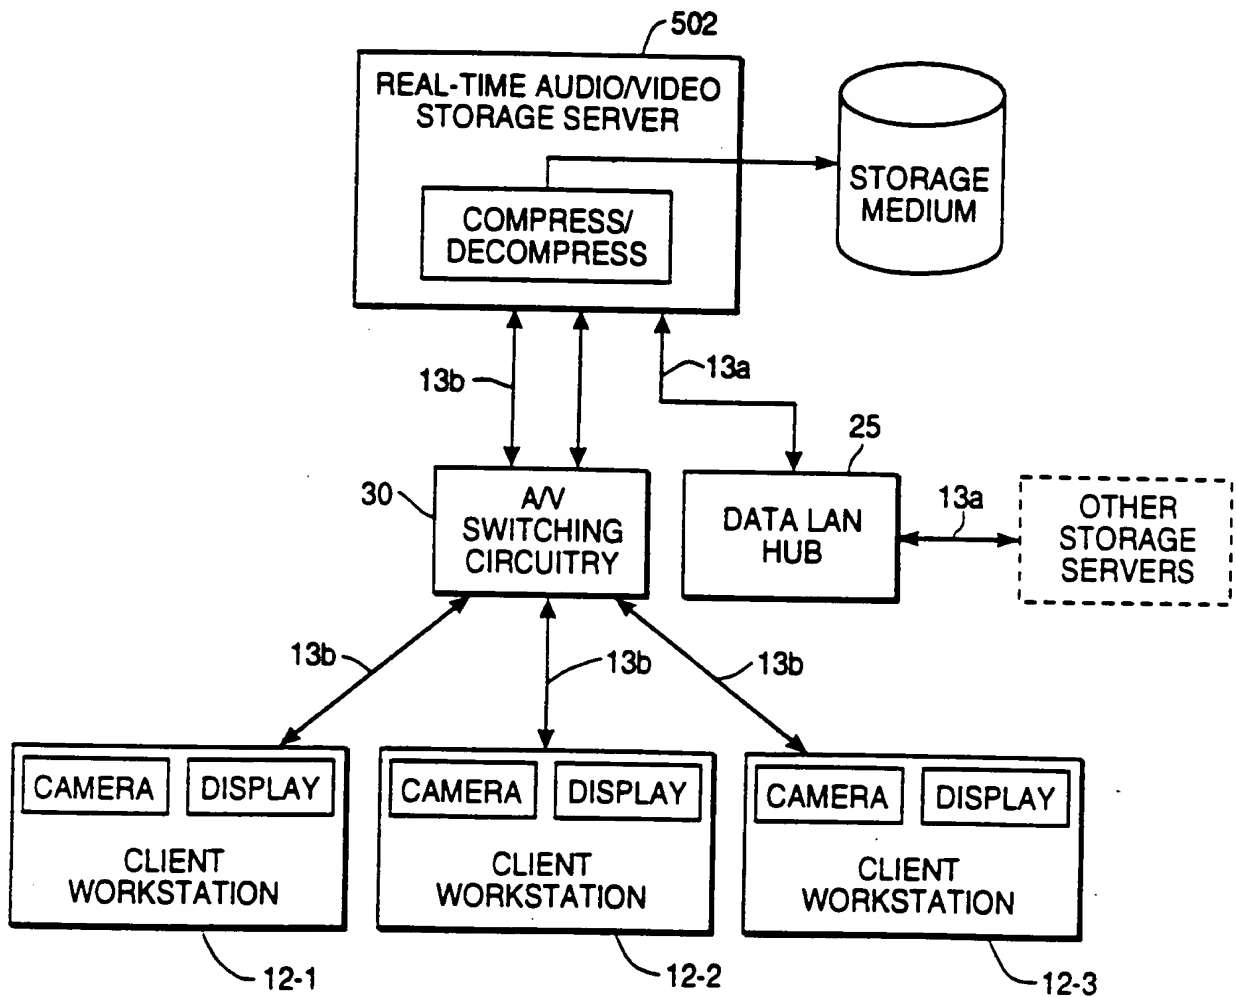 502
REAL-TIME AUDIO/VIDEO
STORAGE SERVER
COMPRESS/
DECOMPRESS
STORAGE
MEDIUM
13b
13a
25
30
A/V
SWITCHING
CIRCUITRY
DATA LAN
HUB
13a
OTHER
STORAGE
SERVERS
13b
13b
13b
CAMERA
DISPLAY
CLIENT
WORKSTATION
12-1
CAMERA
DISPLAY
CLIENT
WORKSTATION
12-2
CAMERA
DISPLAY
CLIENT
WORKSTATION
12-3